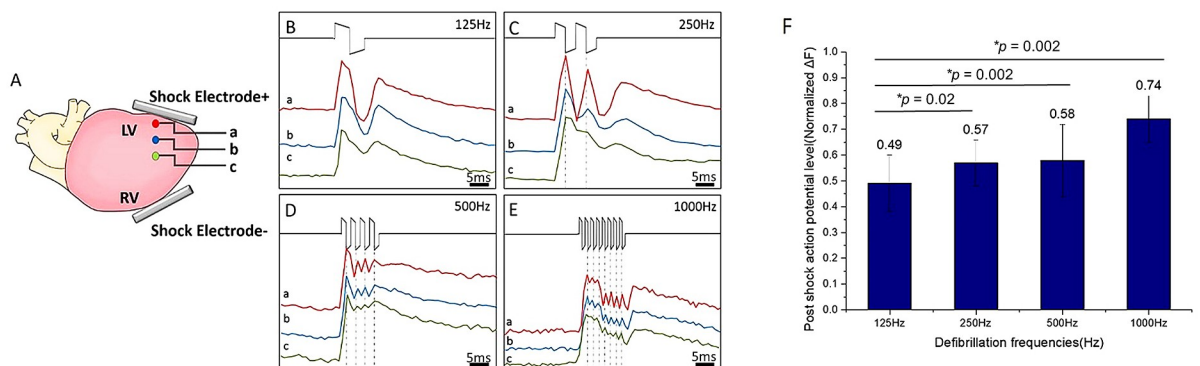 A
Shock Electrode+
LV
a
b
c
RV
Shock Electrode-
B
125Hz
a
b
c
5ms
C
250Hz
a
b
c
5ms
D
500Hz
a
b
c
5ms
E
1000Hz
a
b
c
5ms
F
Post shock action potential level(Normalized ΔF)
1.0
0.9
0.8
0.7
0.6
0.5
0.4
0.3
0.2
0.1
0.0
*p = 0.002
*p = 0.002
*p = 0.02
0.49
0.57
0.58
0.74
125Hz
250Hz
500Hz
1000Hz
Defibrillation frequencies(Hz)